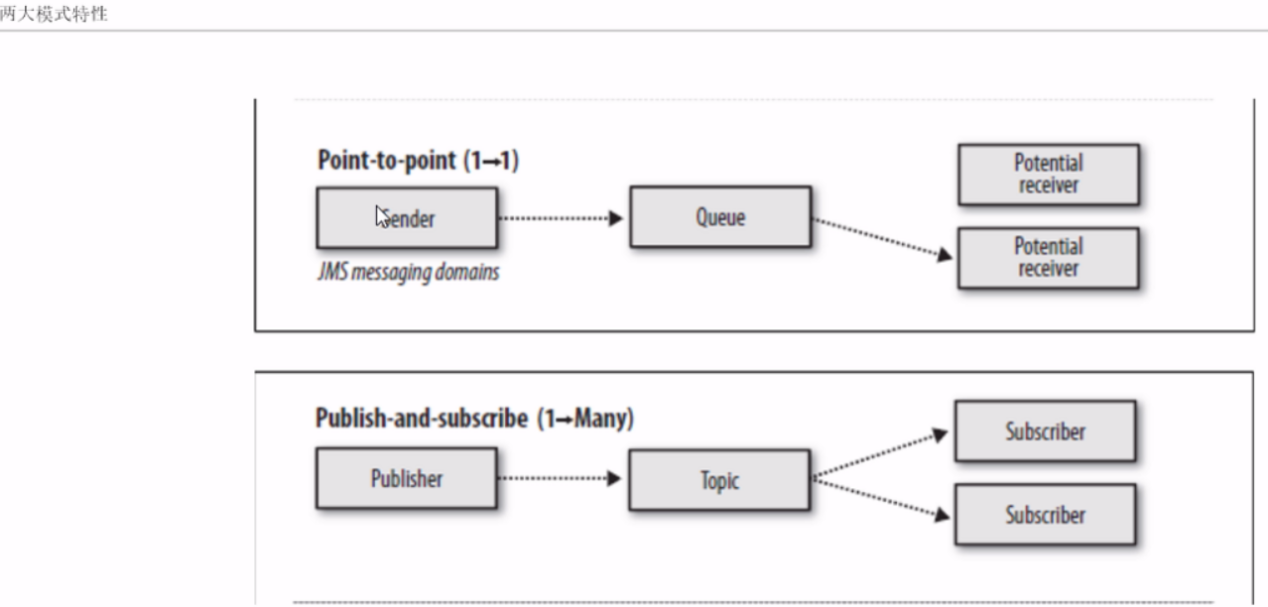 两大模式特性
Point-to-point (1→1)
Sender
Queue
Potential
receiver
Potential
receiver
JMS messaging domains
Publish-and-subscribe (1→Many)
Publisher
Topic
Subscriber
Subscriber